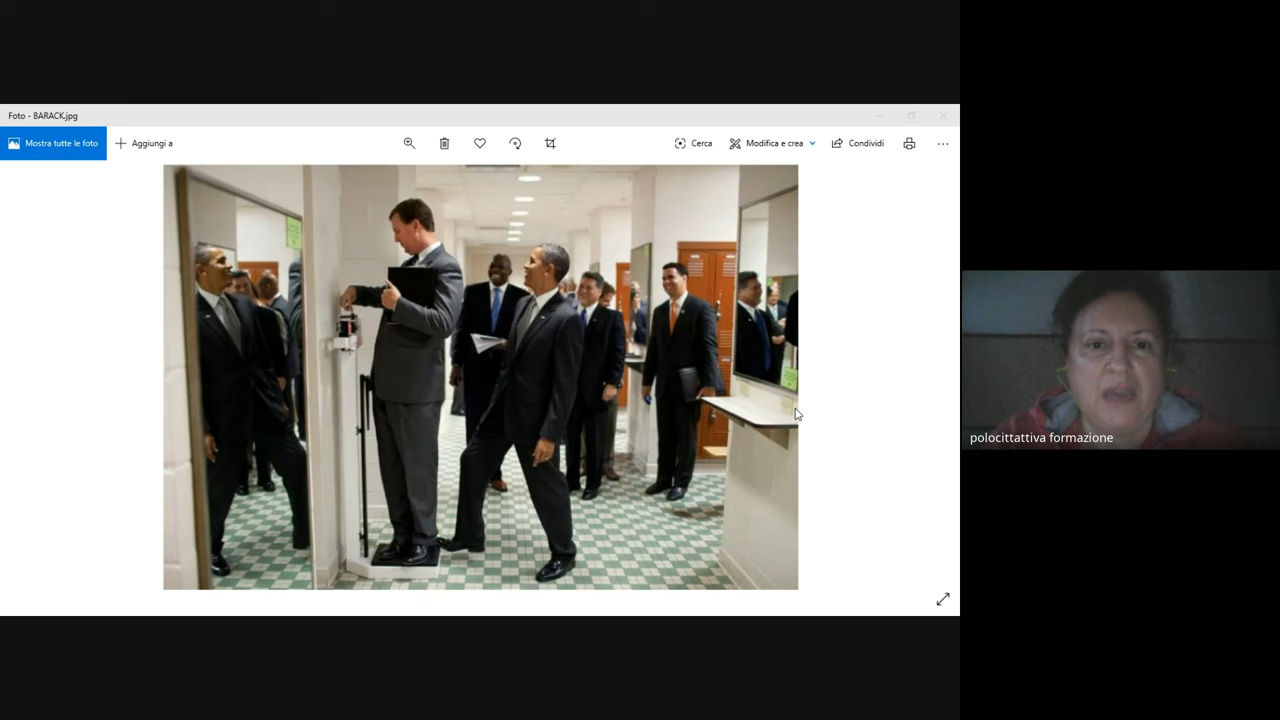 Foto - BARACK.jpg
Mostra tutte le foto
Aggiungi a
Cerca
Modifica e crea
Condividi
polocittattiva formazione